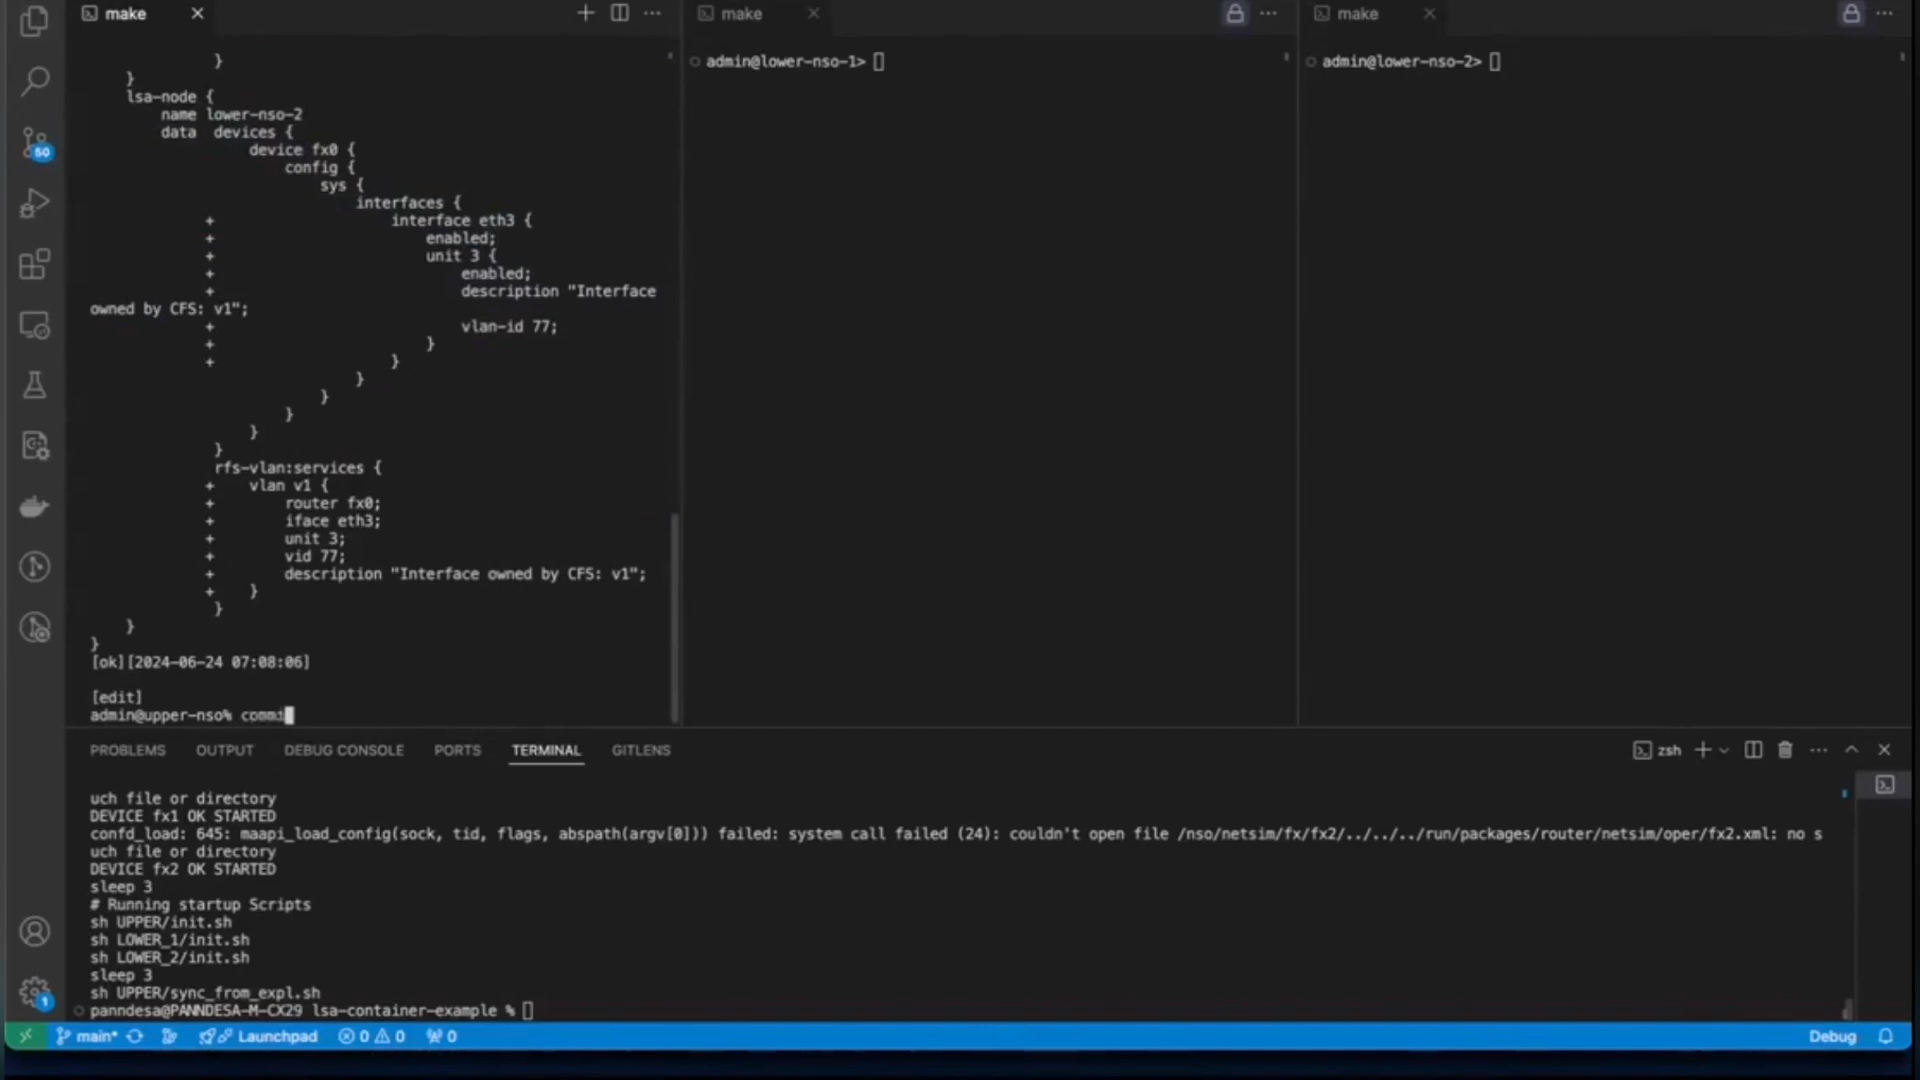 make
}
}
lsa-node {
name lower-nso-2
data devices {
device fx0 {
config {
sys {
interfaces {
+ interface eth3 {
+ enabled;
+ unit 3 {
+ enabled;
+ description "Interface
owned by CFS: v1";
+ vlan-id 77;
+ }
+ }
}
}
}
}
}
rfs-vlan:services {
+ vlan v1 {
+ router fx0;
+ iface eth3;
+ unit 3;
+ vid 77;
+ description "Interface owned by CFS: v1";
+ }
}
}
}
[ok][2024-06-24 07:08:06]
[edit]
admin@upper-nso% commi
make
admin@lower-nso-1>
make
admin@lower-nso-2>
50
PROBLEMS OUTPUT DEBUG CONSOLE PORTS TERMINAL GITLENS
zsh
uch file or directory
DEVICE fx1 OK STARTED
confd_load: 645: maapi_load_config(sock, tid, flags, abspath(argv[0])) failed: system call failed (24): couldn't open file /nso/netsim/fx/fx2/../../../run/packages/router/netsim/oper/fx2.xml: no s
uch file or directory
DEVICE fx2 OK STARTED
sleep 3
# Running startup Scripts
sh UPPER/init.sh
sh LOWER_1/init.sh
sh LOWER_2/init.sh
sleep 3
sh UPPER/sync_from_expl.sh
panndesa@PANNDESA-M-CX29 lsa-container-example %
1
main* Launchpad 0 0 0 Debug